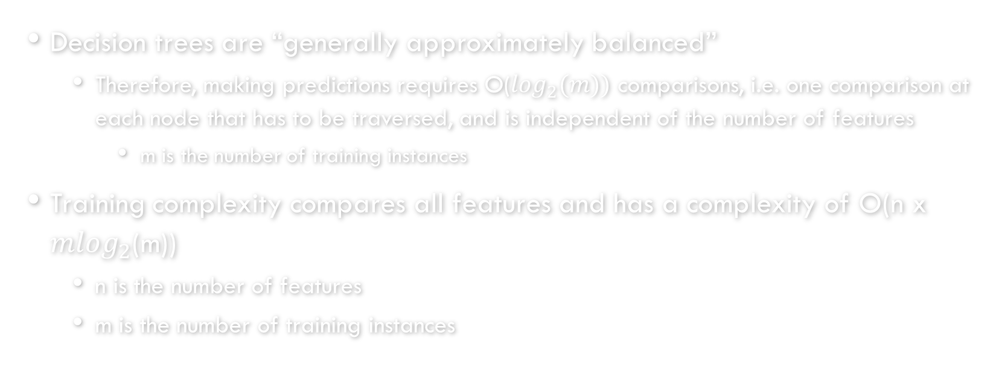 • Decision trees are “generally approximately balanced”
• Therefore, making predictions requires O(𝑙𝑜𝑔₂(𝑚)) comparisons, i.e. one comparison at
each node that has to be traversed, and is independent of the number of features
• m is the number of training instances
• Training complexity compares all features and has a complexity of O(n x
𝑚𝑙𝑜𝑔₂(m))
• n is the number of features
• m is the number of training instances